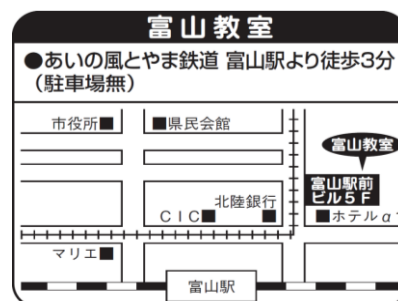 富山教室
●あいの風とやま鉄道 富山駅より徒歩3分
（駐車場無）
市役所■
■県民会館
富山教室
富山駅前
ビル5F
北陸銀行
CIC■
■ホテルα1
マリエ■
富山駅